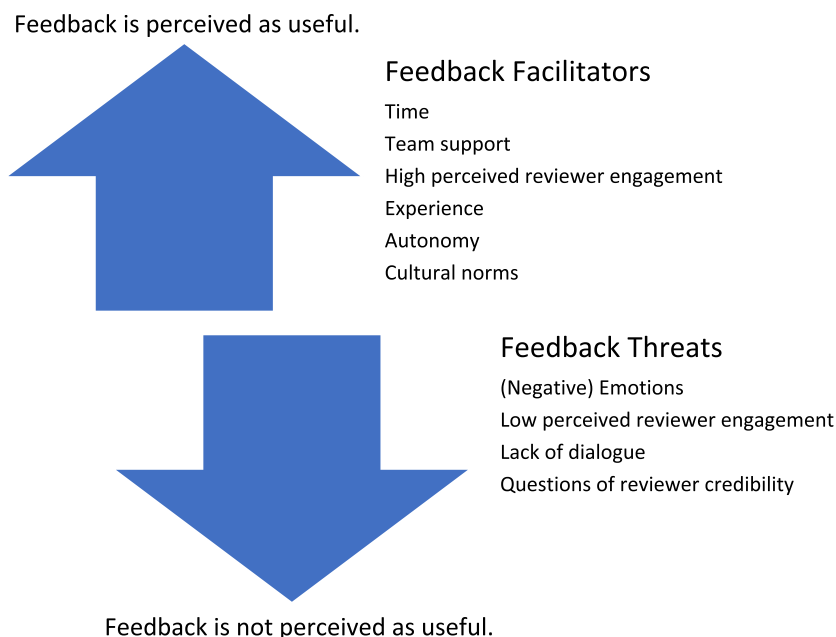 Feedback is perceived as useful.
Feedback Facilitators
Time
Team support
High perceived reviewer engagement
Experience
Autonomy
Cultural norms
Feedback Threats
(Negative) Emotions
Low perceived reviewer engagement
Lack of dialogue
Questions of reviewer credibility
Feedback is not perceived as useful.